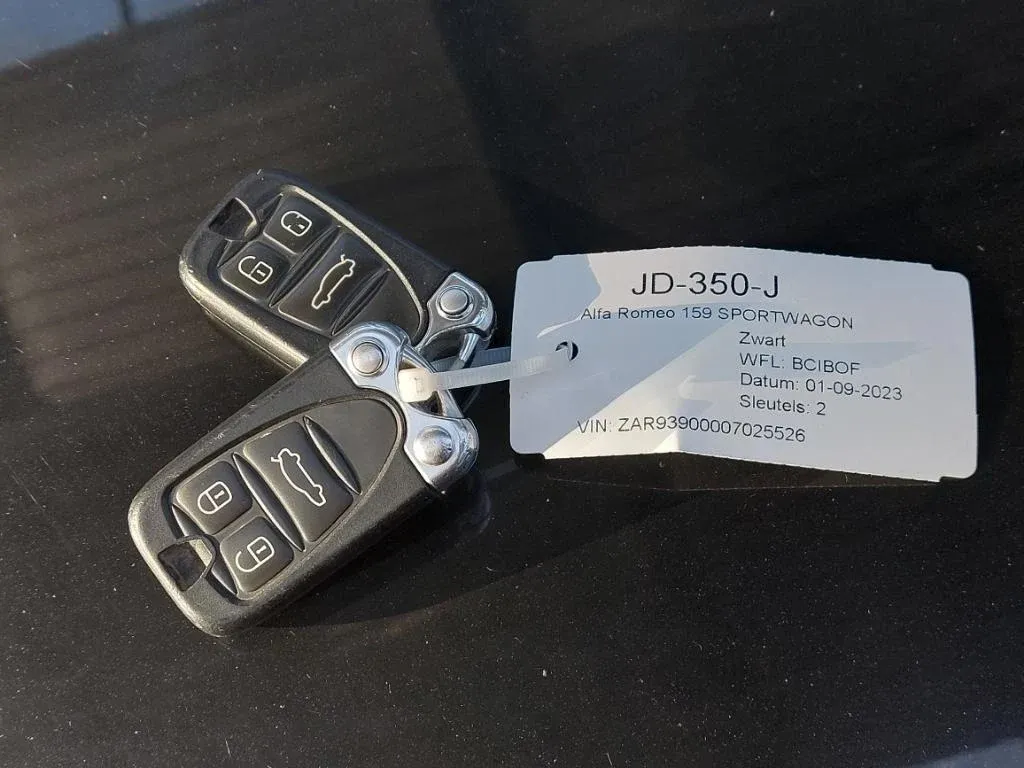 JD-350-J
Alfa Romeo 159 SPORTWAGON
Zwart
WFL: BCIBOF
Datum: 01-09-2023
Sleutels: 2
VIN: ZAR93900007025526